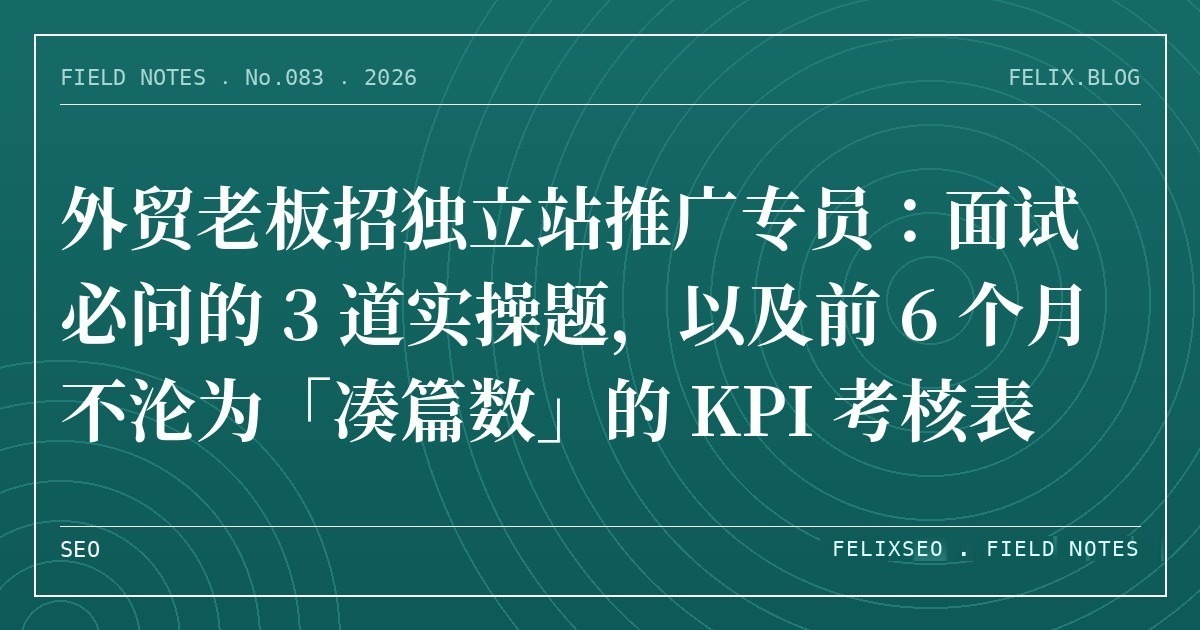 FIELD NOTES . No.083 . 2026
FELIX.BLOG
外贸老板招独立站推广专员：面试
必问的 3 道实操题，以及前 6 个月
不沦为「凑篇数」的 KPI 考核表
SEO
FELIXSEO . FIELD NOTES